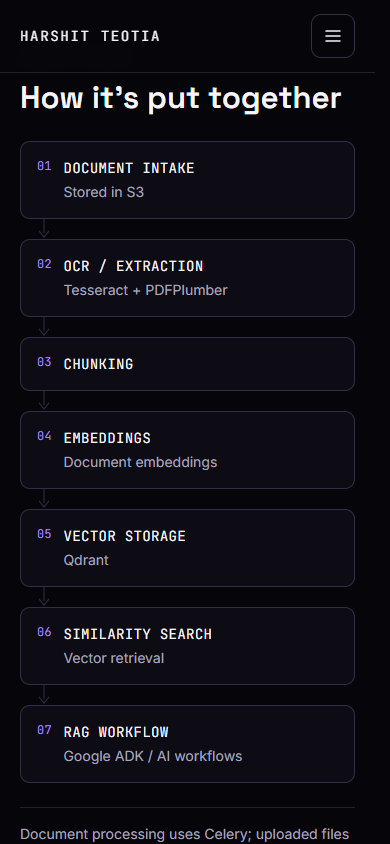 HARSHIT TEOTIA
How it’s put together
01 DOCUMENT INTAKE
Stored in S3
02 OCR / EXTRACTION
Tesseract + PDFPlumber
03 CHUNKING
04 EMBEDDINGS
Document embeddings
05 VECTOR STORAGE
Qdrant
06 SIMILARITY SEARCH
Vector retrieval
07 RAG WORKFLOW
Google ADK / AI workflows
Document processing uses Celery; uploaded files